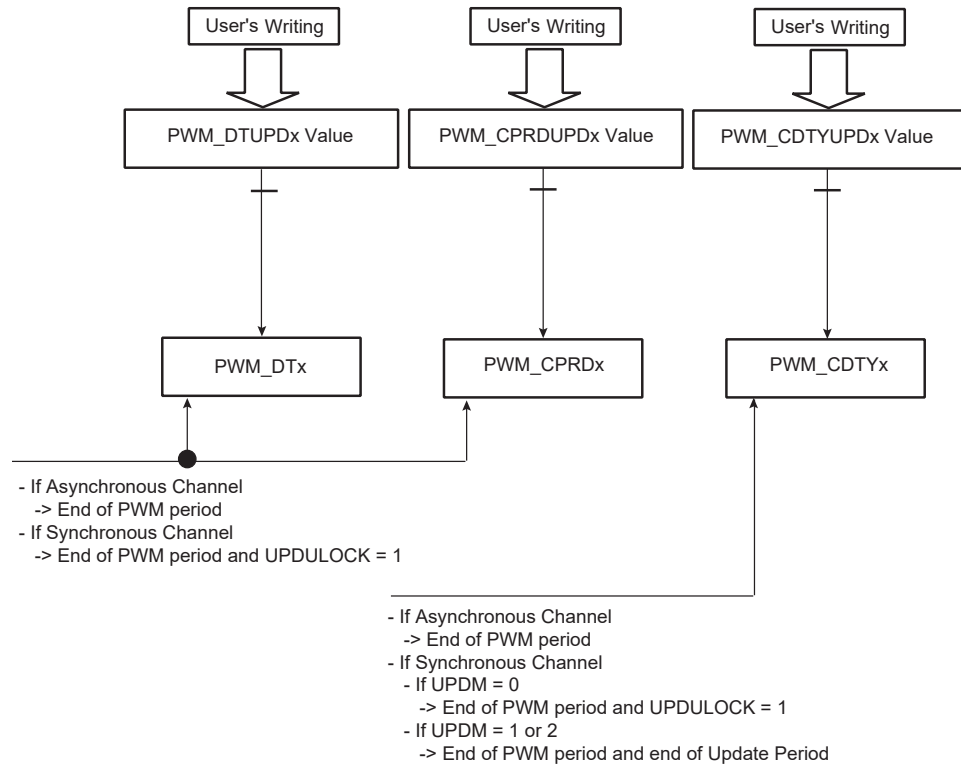 User's Writing
User's Writing
User's Writing
PWM_DTUPDx Value
PWM_CPRDUPDx Value
PWM_CDTYUPDx Value
PWM_DTx
PWM_CPRDx
PWM_CDTYx
- If Asynchronous Channel
-> End of PWM period
- If Synchronous Channel
-> End of PWM period and UPDULOCK = 1
- If Asynchronous Channel
-> End of PWM period
- If Synchronous Channel
- If UPDM = 0
-> End of PWM period and UPDULOCK = 1
- If UPDM = 1 or 2
-> End of PWM period and end of Update Period